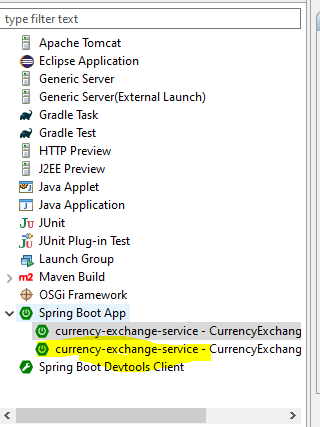 type filter text
Apache Tomcat
Eclipse Application
Generic Server
Generic Server(External Launch)
Gradle Task
Gradle Test
HTTP Preview
J2EE Preview
Java Applet
Java Application
JUnit
JUnit Plug-in Test
Launch Group
Maven Build
OSGi Framework
Spring Boot App
currency-exchange-service - CurrencyExchang
currency-exchange-service - CurrencyExchang
Spring Boot Devtools Client